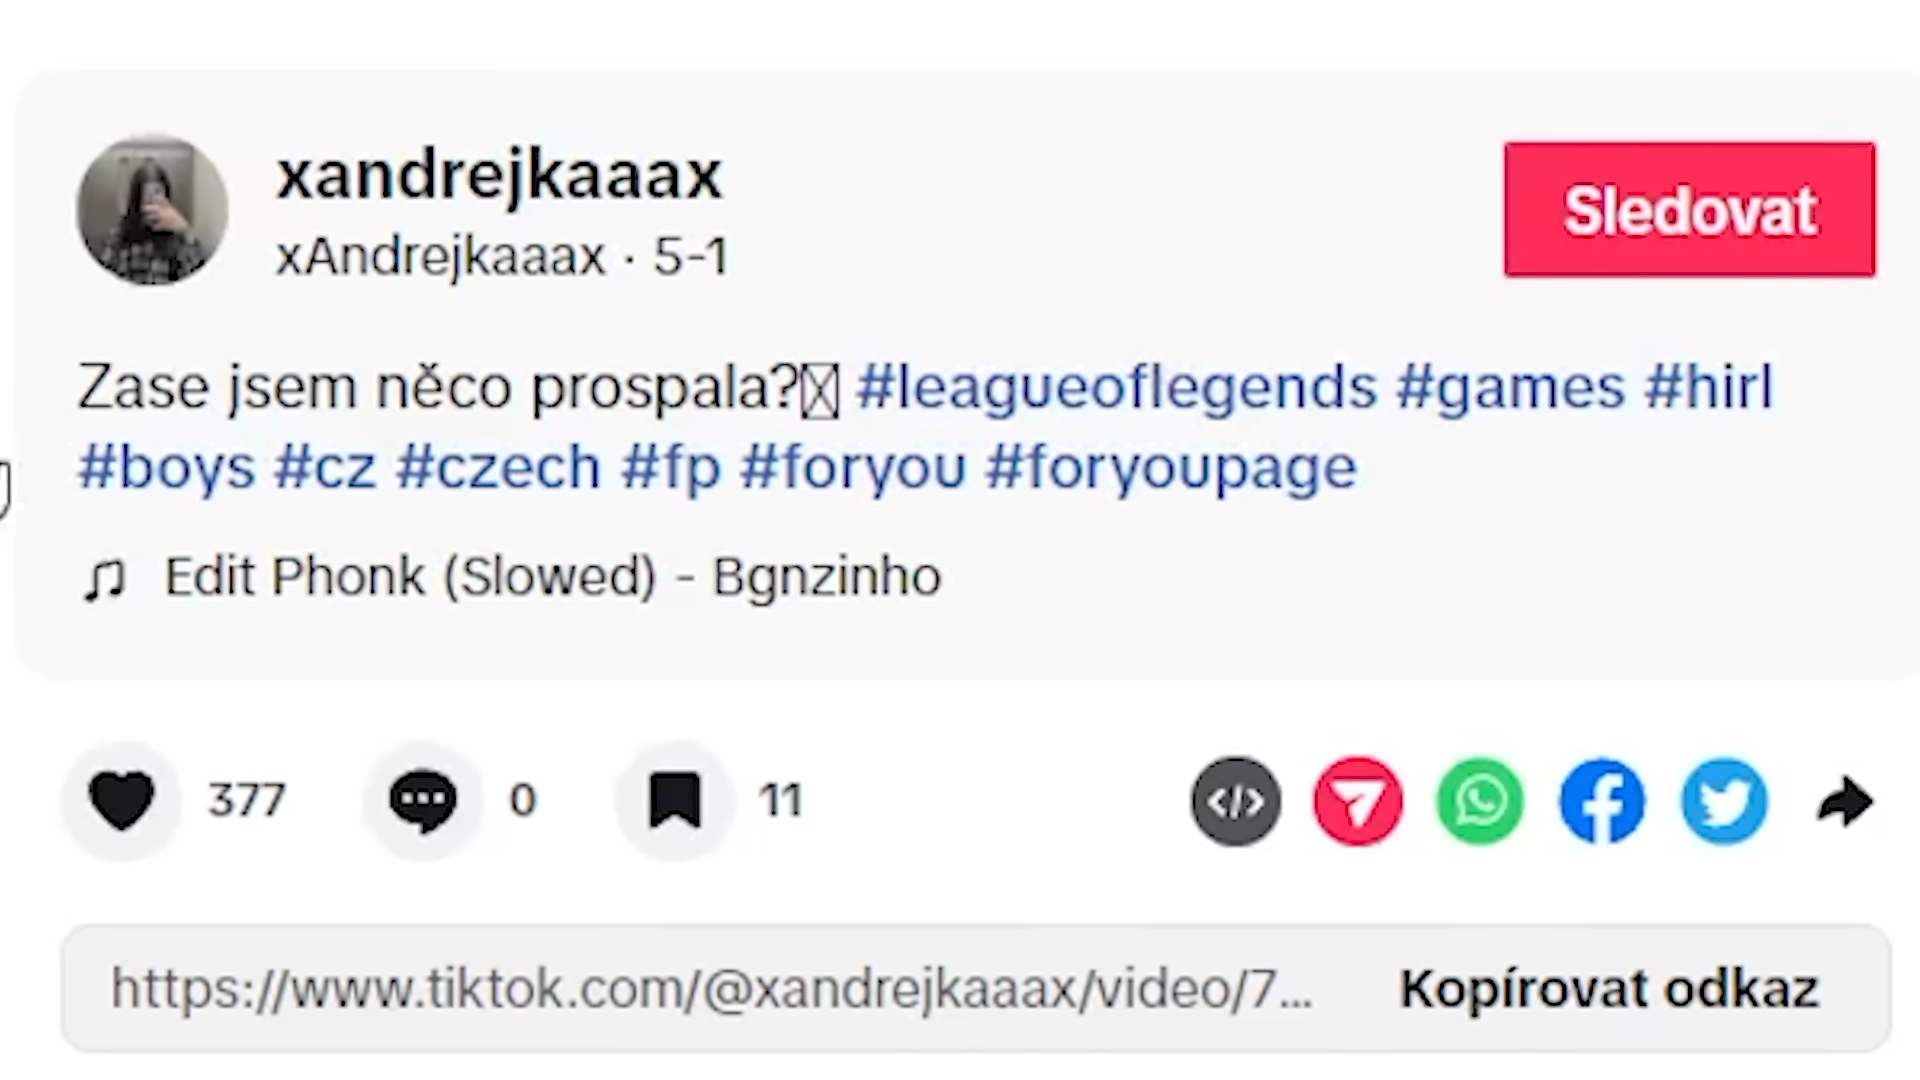 xandrejkaaax
xAndrejkaaax · 5-1
Sledovat
Zase jsem něco prospala? #leagueoflegends #games #hirl
#boys #cz #czech #fp #foryou #foryoupage
Edit Phonk (Slowed) - Bgnzinho
377
0
11
https://www.tiktok.com/@xandrejkaaax/video/7...
Kopírovat odkaz